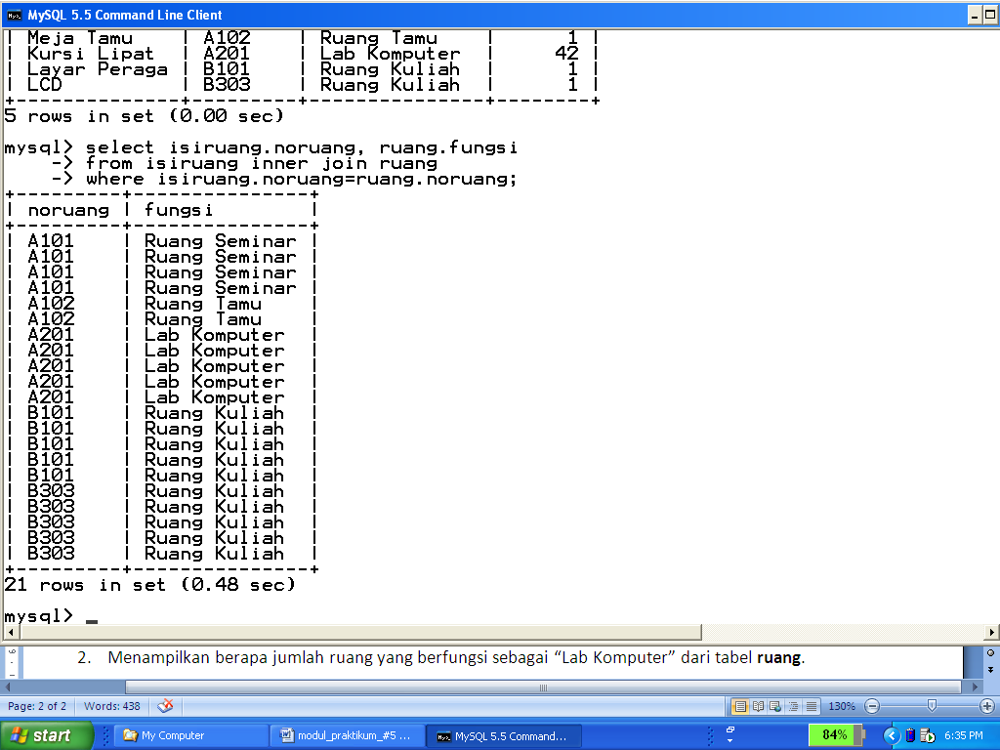 MySQL 5.5 Command Line Client
| Meja Tamu | A102 | Ruang Tamu | 1 |
| Kursi Lipat | A201 | Lab Komputer | 42 |
| Layar Peraga | B101 | Ruang Kuliah | 1 |
| LCD | B303 | Ruang Kuliah | 1 |
+--------------+---------+---------------+--------+
5 rows in set (0.00 sec)
mysql> select isiruang.noruang, ruang.fungsi
-> from isiruang inner join ruang
-> where isiruang.noruang=ruang.noruang;
+---------+---------------+
| noruang | fungsi |
+---------+---------------+
| A101 | Ruang Seminar |
| A101 | Ruang Seminar |
| A101 | Ruang Seminar |
| A101 | Ruang Seminar |
| A102 | Ruang Tamu |
| A102 | Ruang Tamu |
| A201 | Lab Komputer |
| A201 | Lab Komputer |
| A201 | Lab Komputer |
| A201 | Lab Komputer |
| A201 | Lab Komputer |
| B101 | Ruang Kuliah |
| B101 | Ruang Kuliah |
| B101 | Ruang Kuliah |
| B101 | Ruang Kuliah |
| B101 | Ruang Kuliah |
| B303 | Ruang Kuliah |
| B303 | Ruang Kuliah |
| B303 | Ruang Kuliah |
| B303 | Ruang Kuliah |
| B303 | Ruang Kuliah |
+---------+---------------+
21 rows in set (0.48 sec)
mysql> _
2. Menampilkan berapa jumlah ruang yang berfungsi sebagai “Lab Komputer” dari tabel ruang.
Page: 2 of 2 Words: 438 130%
start My Computer modul_praktikum_#5 ... MySQL 5.5 Command... 84% 6:35 PM